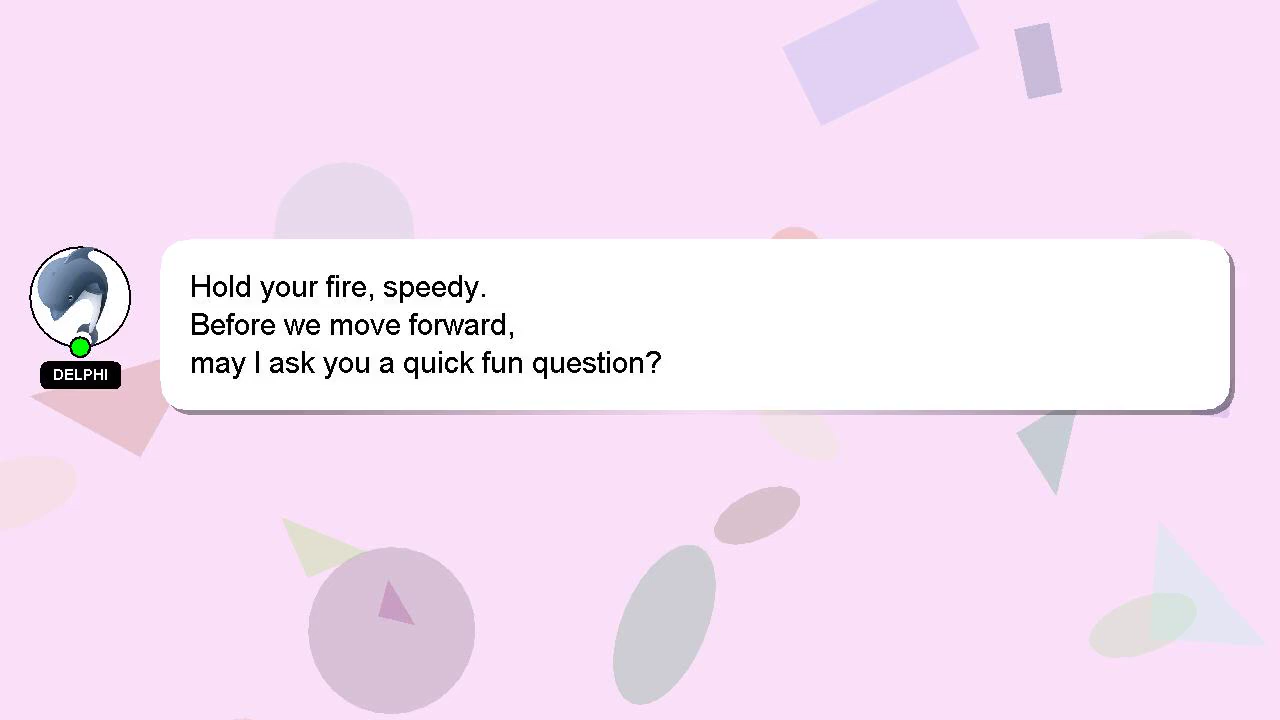 Hold your fire, speedy.
Before we move forward,
may I ask you a quick fun question?
DELPHI